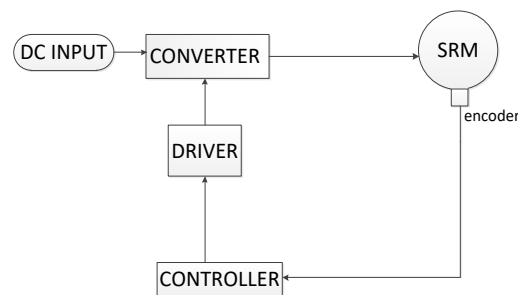 DC INPUT
CONVERTER
SRM
encoder
DRIVER
CONTROLLER